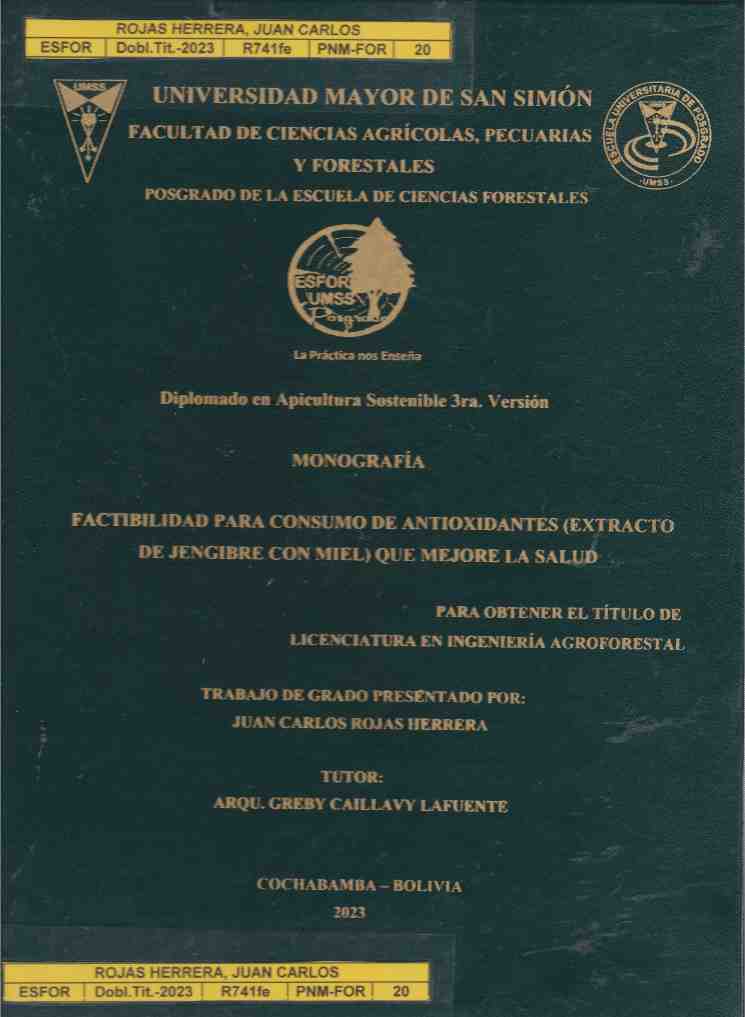 ROJAS HERRERA, JUAN CARLOS
ESFOR Dobl.Tit.-2023 R741fe PNM-FOR 20
UMSS
UNIVERSIDAD MAYOR DE SAN SIMÓN
FACULTAD DE CIENCIAS AGRÍCOLAS, PECUARIAS
Y FORESTALES
POSGRADO DE LA ESCUELA DE CIENCIAS FORESTALES
ESCUELA UNIVERSITARIA DE POSGRADO
·UMSS·
ESFOR
UMSS
Posgrado
La Práctica nos Enseña
Diplomado en Apicultura Sostenible 3ra. Versión
MONOGRAFÍA
FACTIBILIDAD PARA CONSUMO DE ANTIOXIDANTES (EXTRACTO
DE JENGIBRE CON MIEL) QUE MEJORE LA SALUD
PARA OBTENER EL TÍTULO DE
LICENCIATURA EN INGENIERÍA AGROFORESTAL
TRABAJO DE GRADO PRESENTADO POR:
JUAN CARLOS ROJAS HERRERA
TUTOR:
ARQU. GREBY CAILLAVY LAFUENTE
COCHABAMBA – BOLIVIA
2023
ROJAS HERRERA, JUAN CARLOS
ESFOR Dobl.Tit.-2023 R741fe PNM-FOR 20